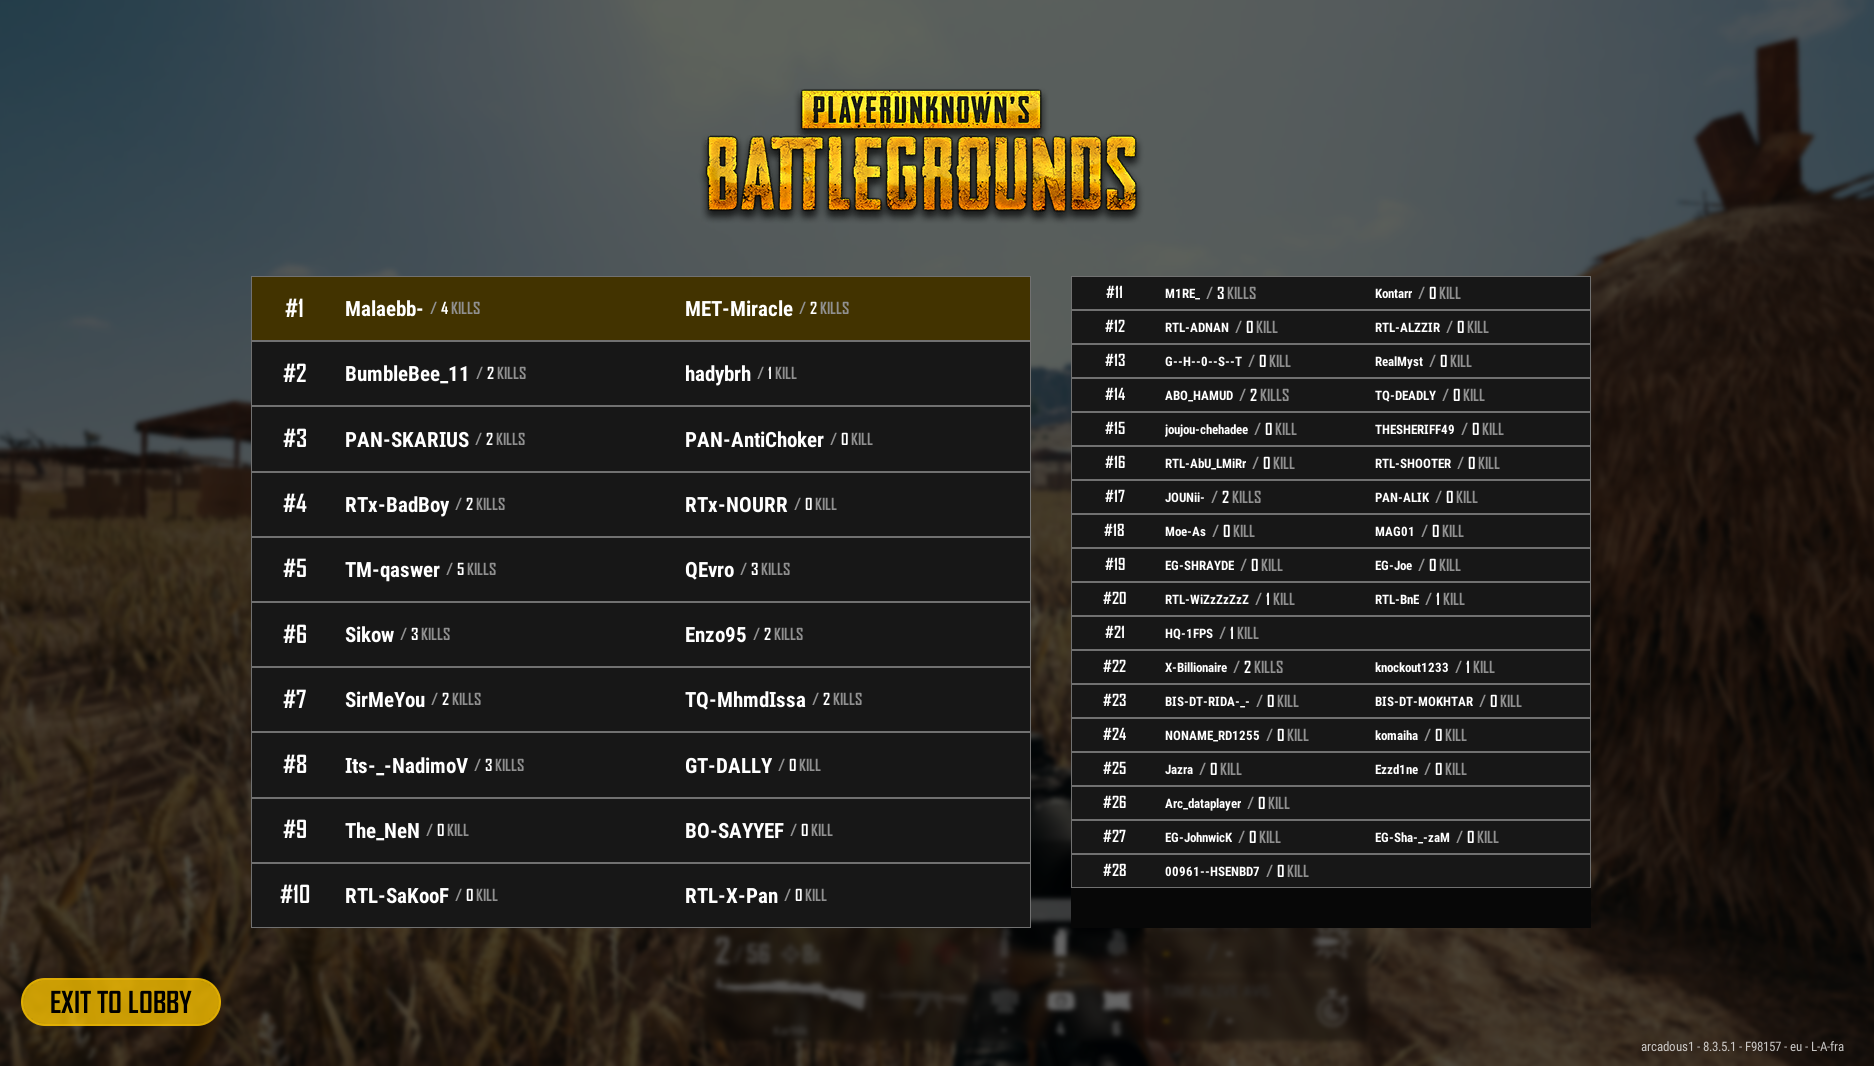 PLAYERUNKNOWN'S
BATTLEGROUNDS
#1 Malaebb- / 4 KILLS MET-Miracle / 2 KILLS
#2 BumbleBee_11 / 2 KILLS hadybrh / 1 KILL
#3 PAN-SKARIUS / 2 KILLS PAN-AntiChoker / 0 KILL
#4 RTx-BadBoy / 2 KILLS RTx-NOURR / 0 KILL
#5 TM-qaswer / 5 KILLS QEvro / 3 KILLS
#6 Sikow / 3 KILLS Enzo95 / 2 KILLS
#7 SirMeYou / 2 KILLS TQ-MhmdIssa / 2 KILLS
#8 Its-_-NadimoV / 3 KILLS GT-DALLY / 0 KILL
#9 The_NeN / 0 KILL BO-SAYYEF / 0 KILL
#10 RTL-SaKooF / 0 KILL RTL-X-Pan / 0 KILL
#11 M1RE_ / 3 KILLS Kontarr / 0 KILL
#12 RTL-ADNAN / 0 KILL RTL-ALZZIR / 0 KILL
#13 G--H--0--S--T / 0 KILL RealMyst / 0 KILL
#14 ABO_HAMUD / 2 KILLS TQ-DEADLY / 0 KILL
#15 joujou-chehadee / 0 KILL THESHERIFF49 / 0 KILL
#16 RTL-AbU_LMiRr / 0 KILL RTL-SHOOTER / 0 KILL
#17 JOUNii- / 2 KILLS PAN-ALIK / 0 KILL
#18 Moe-As / 0 KILL MAG01 / 0 KILL
#19 EG-SHRAYDE / 0 KILL EG-Joe / 0 KILL
#20 RTL-WiZzZzZzZ / 1 KILL RTL-BnE / 1 KILL
#21 HQ-1FPS / 1 KILL
#22 X-Billionaire / 2 KILLS knockout1233 / 1 KILL
#23 BIS-DT-RIDA-_- / 0 KILL BIS-DT-MOKHTAR / 0 KILL
#24 NONAME_RD1255 / 0 KILL komaiha / 0 KILL
#25 Jazra / 0 KILL Ezzd1ne / 0 KILL
#26 Arc_dataplayer / 0 KILL
#27 EG-JohnwicK / 0 KILL EG-Sha-_-zaM / 0 KILL
#28 00961--HSENBD7 / 0 KILL
2 / 56
EXIT TO LOBBY
arcadous1 - 8.3.5.1 - F98157 - eu - L-A-fra